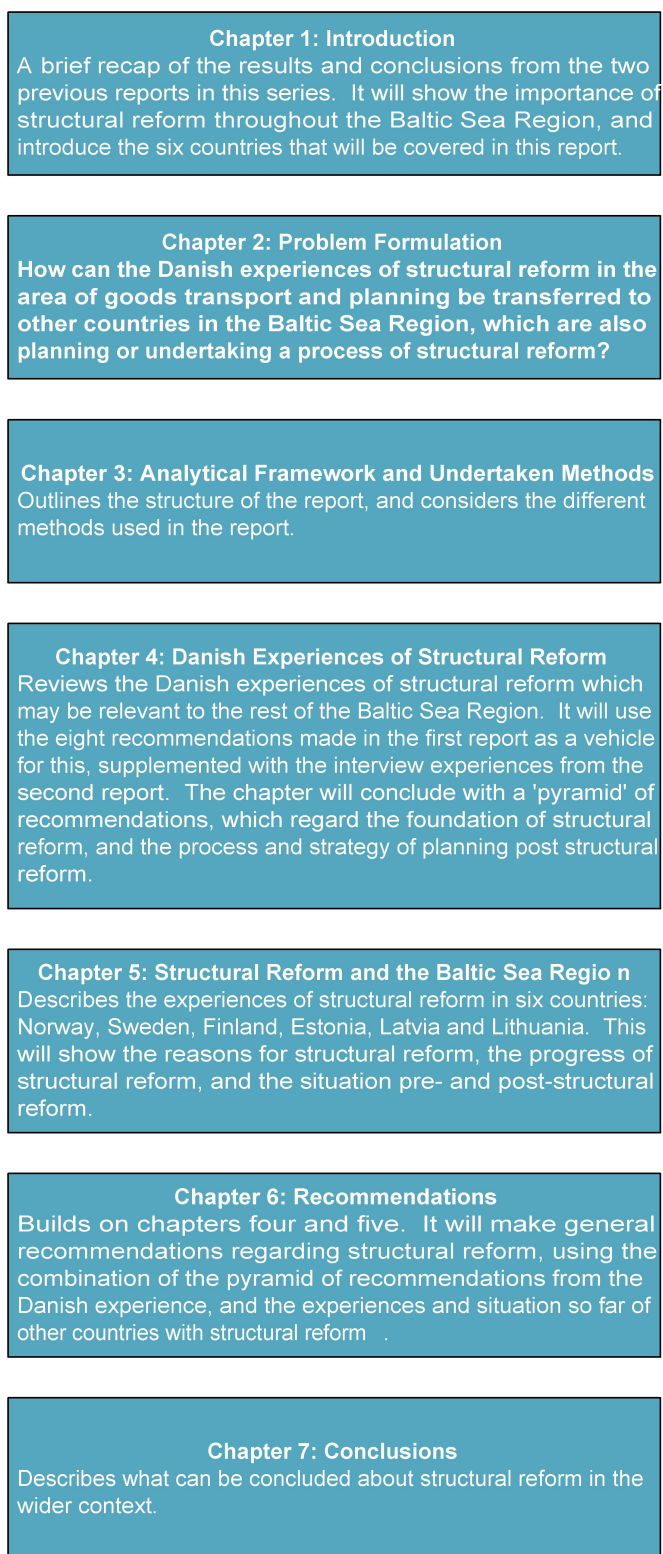 Chapter 1: Introduction
A brief recap of the results and conclusions from the two
previous reports in this series.  It will show the importance of
structural reform throughout the Baltic Sea Region, and
introduce the six countries that will be covered in this report.
Chapter 2: Problem Formulation
How can the Danish experiences of structural reform in the
area of goods transport and planning be transferred to
other countries in the Baltic Sea Region, which are also
planning or undertaking a process of structural reform?
Chapter 3: Analytical Framework and Undertaken Methods
Outlines the structure of the report, and considers the different
methods used in the report.
Chapter 4: Danish Experiences of Structural Reform
Reviews the Danish experiences of structural reform which
may be relevant to the rest of the Baltic Sea Region.  It will use
the eight recommendations made in the first report as a vehicle
for this, supplemented with the interview experiences from the
second report.  The chapter will conclude with a 'pyramid' of
recommendations, which regard the foundation of structural
reform, and the process and strategy of planning post structural
reform.
Chapter 5: Structural Reform and the Baltic Sea Regio n
Describes the experiences of structural reform in six countries:
Norway, Sweden, Finland, Estonia, Latvia and Lithuania.  This
will show the reasons for structural reform, the progress of
structural reform, and the situation pre- and post-structural
reform.
Chapter 6: Recommendations
Builds on chapters four and five.  It will make general
recommendations regarding structural reform, using the
combination of the pyramid of recommendations from the
Danish experience, and the experiences and situation so far of
other countries with structural reform  .
Chapter 7: Conclusions
Describes what can be concluded about structural reform in the
wider context.